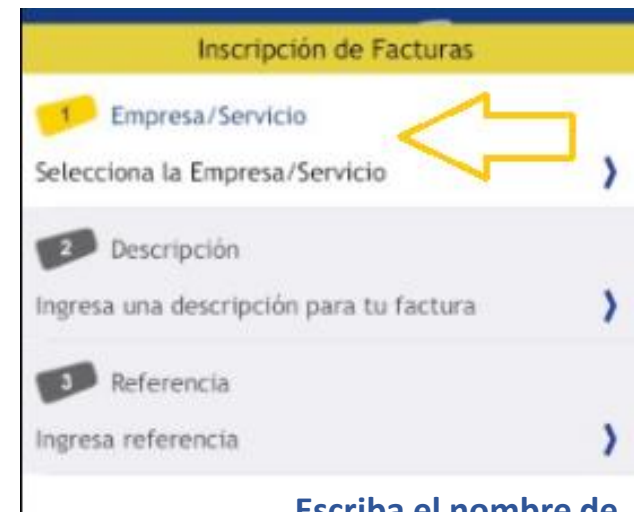 Inscripción de Facturas
1 Empresa/Servicio
Selecciona la Empresa/Servicio
2 Descripción
Ingresa una descripción para tu factura
3 Referencia
Ingresa referencia
Escriba el nombre de